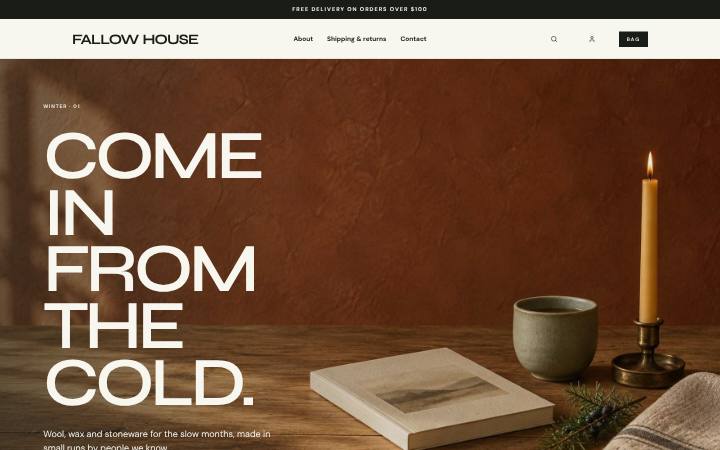 FREE DELIVERY ON ORDERS OVER $100
FALLOW HOUSE
About
Shipping & returns
Contact
BAG
WINTER · 01
COME
IN
FROM
THE
COLD.
Wool, wax and stoneware for the slow months, made in
small runs by people we know